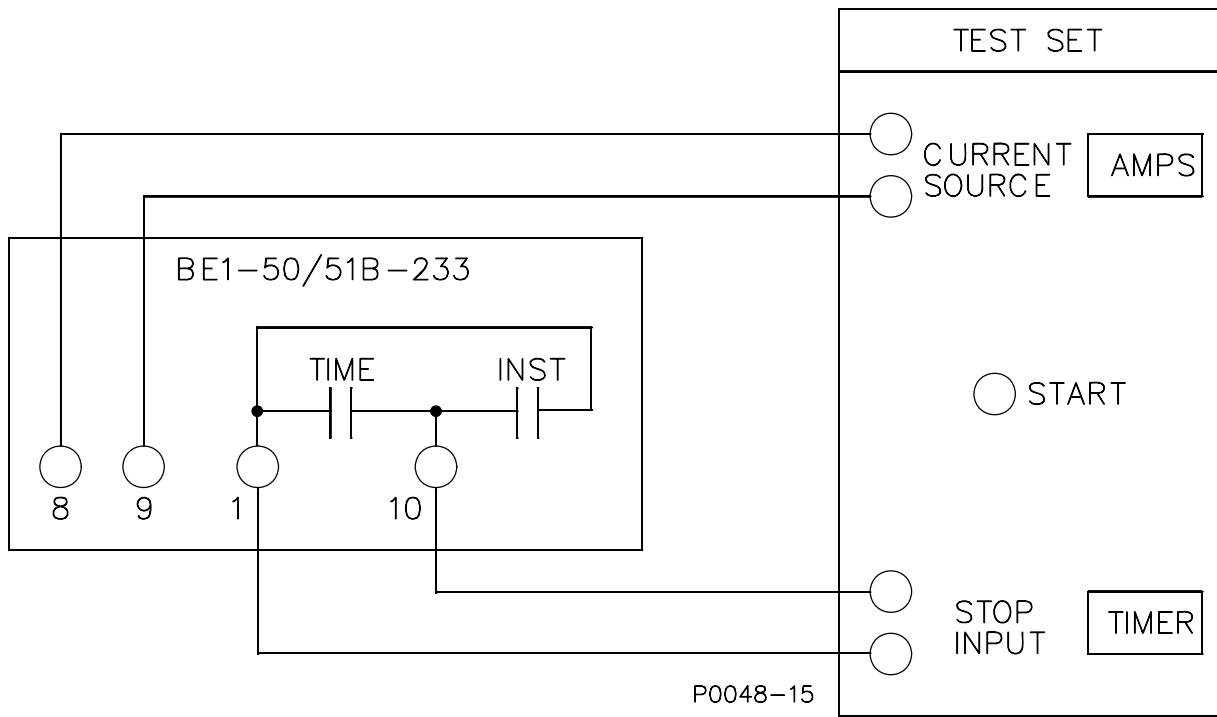 TEST SET
CURRENT
SOURCE
AMPS
BE1-50/51B-233
TIME
INST
START
8
9
1
10
STOP
INPUT
TIMER
P0048-15